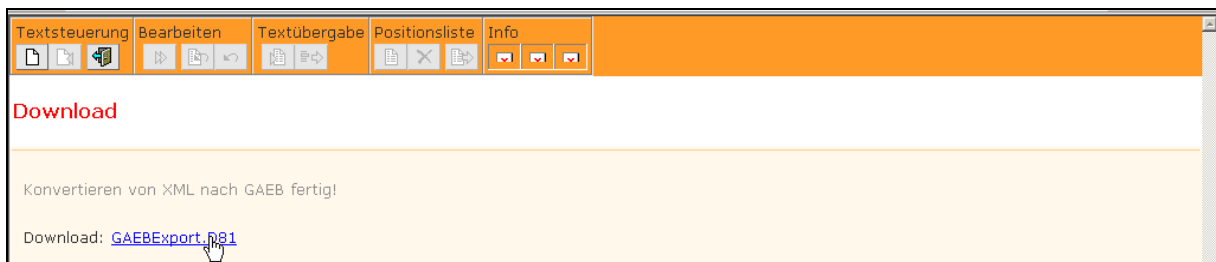 Textsteuerung Bearbeiten Textübergabe Positionsliste Info
Download
Konvertieren von XML nach GAEB fertig!
Download: GAEBExport.D81